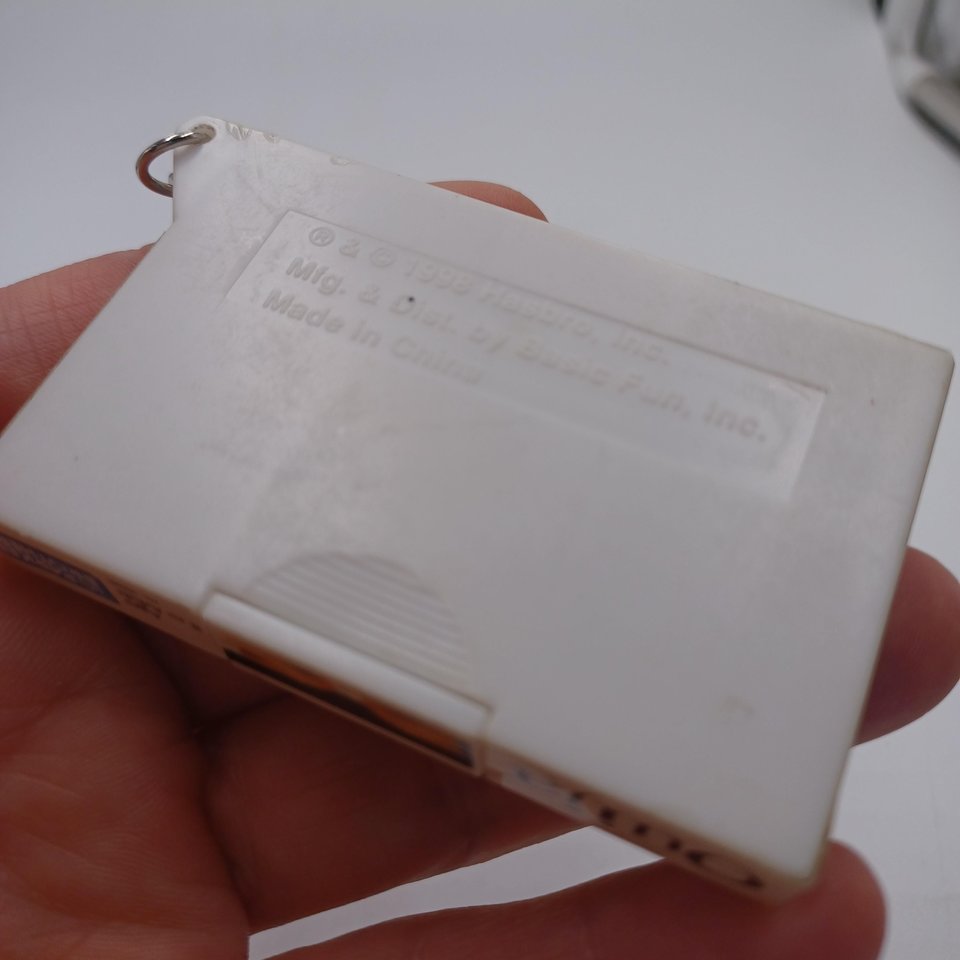 ® & © 1998 Hasbro, Inc.
Mfg. & Dist. by Basic Fun, Inc.
Made in China